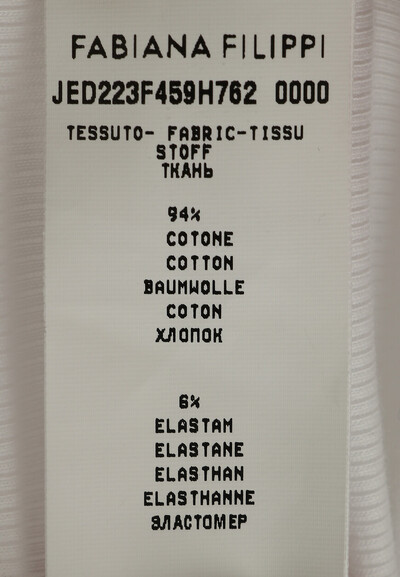 FABIANA FILIPPI
JED223F459H762 0000
TESSUTO- FABRIC-TISSU
STOFF
ТКАНЬ
94%
COTONE
COTTON
BAUMWOLLE
COTON
ХЛОПОК
6%
ELASTAM
ELASTANE
ELASTHAN
ELASTHANNE
ЭЛАСТОМЕР